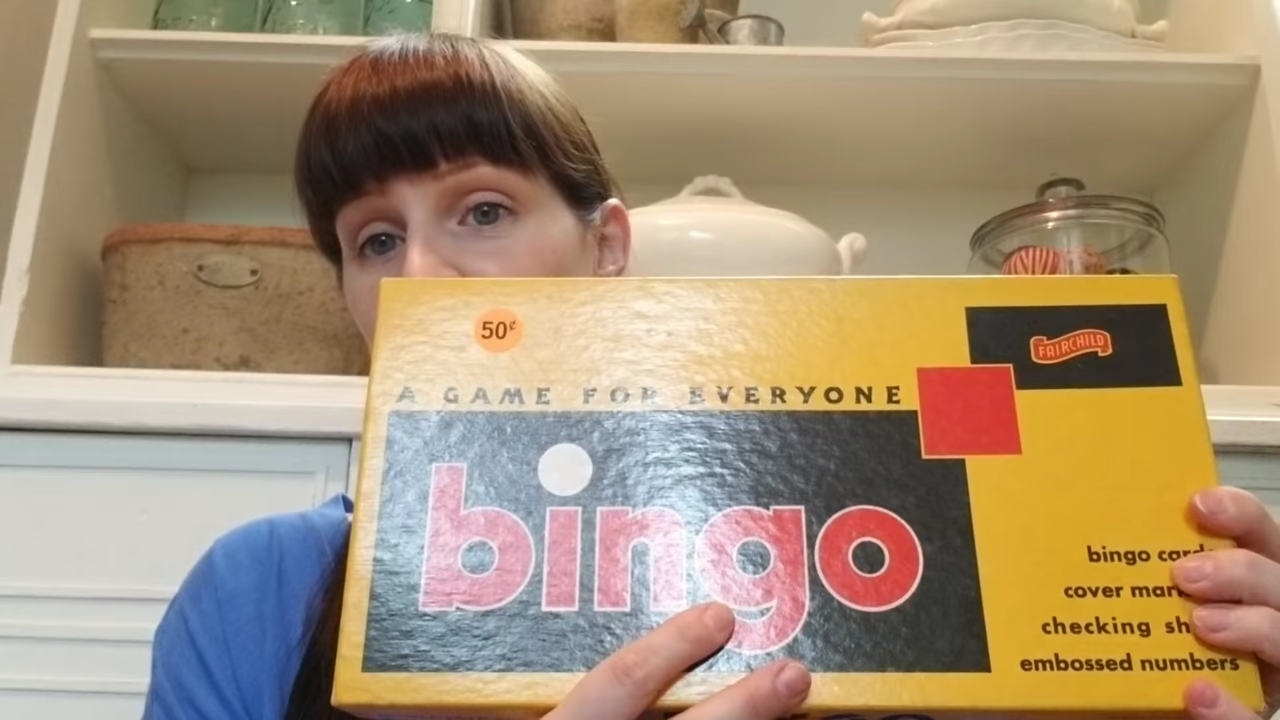 50¢
FAIRCHILD
A GAME FOR EVERYONE
bingo
bingo
cover
checking
embossed numbers